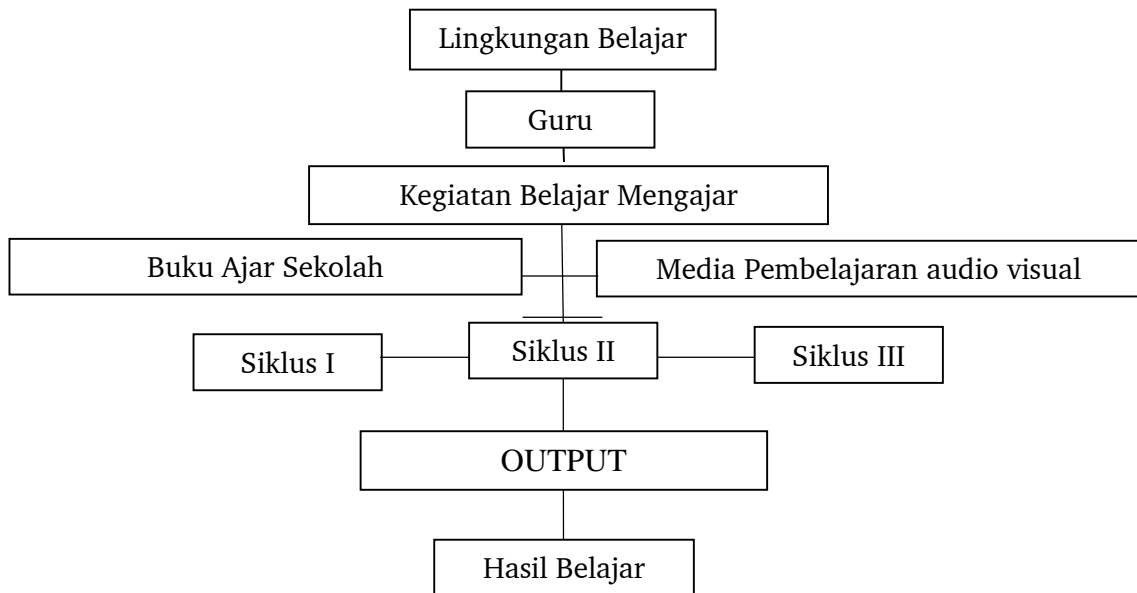 Lingkungan Belajar
Guru
Kegiatan Belajar Mengajar
Buku Ajar Sekolah
Media Pembelajaran audio visual
Siklus I
Siklus II
Siklus III
OUTPUT
Hasil Belajar